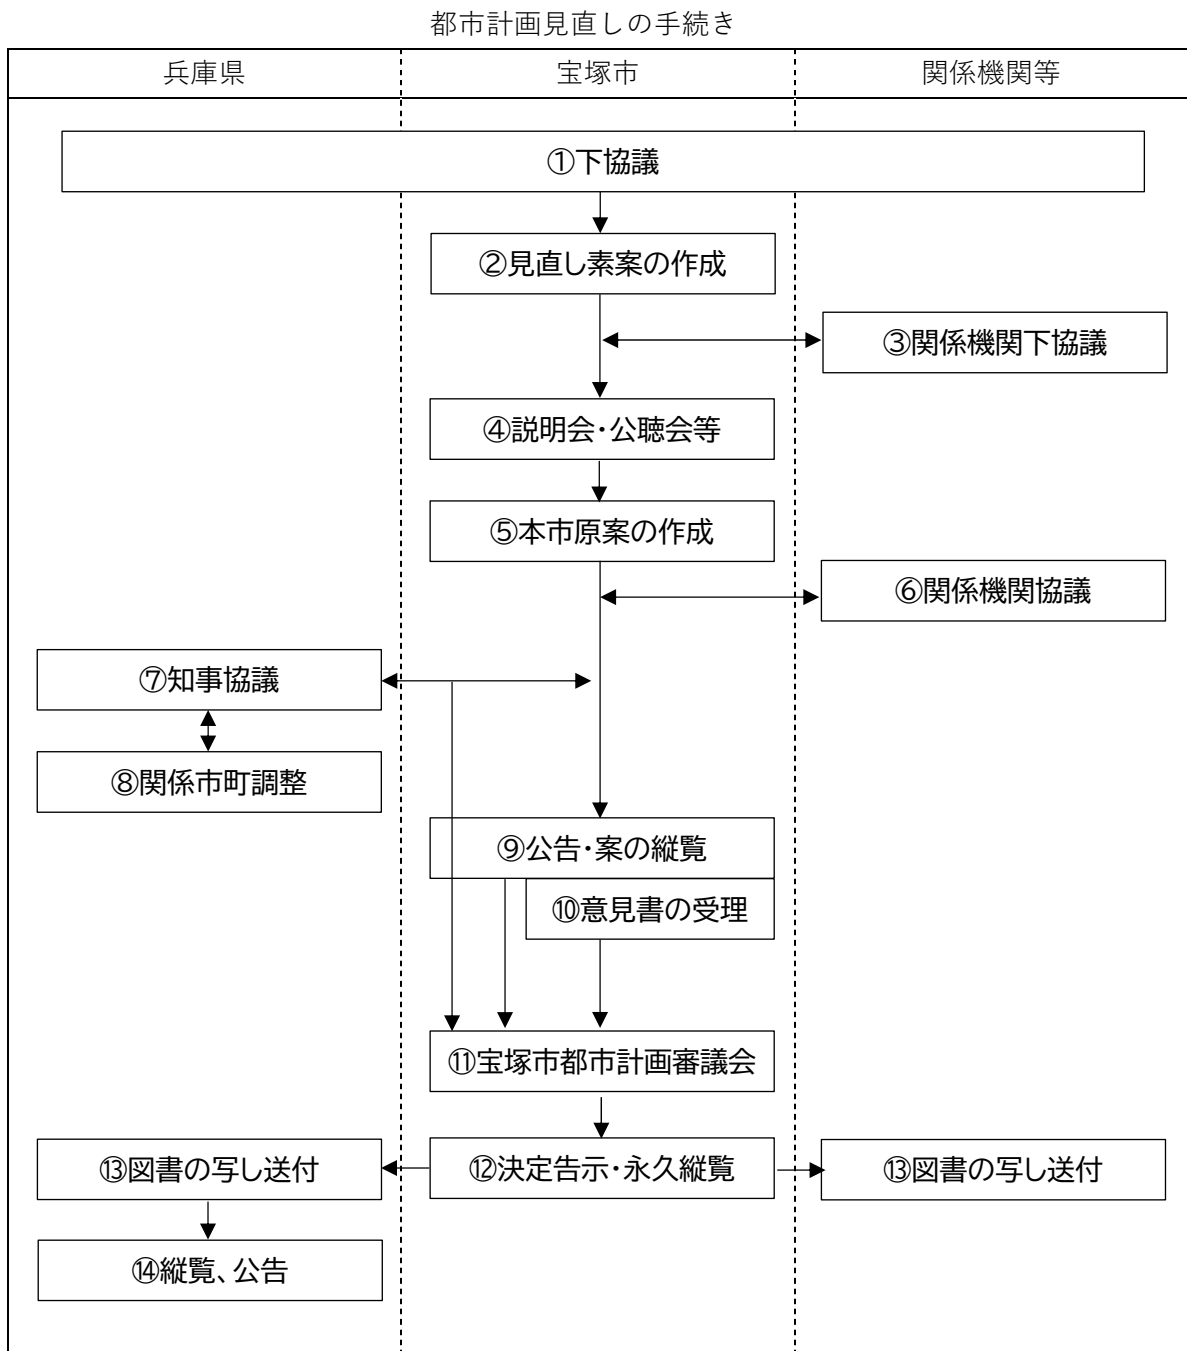 都市計画見直しの手続き
兵庫県
宝塚市
関係機関等
①下協議
②見直し素案の作成
③関係機関下協議
④説明会・公聴会等
⑤本市原案の作成
⑥関係機関協議
⑦知事協議
⑧関係市町調整
⑨公告・案の縦覧
⑩意見書の受理
⑪宝塚市都市計画審議会
⑬図書の写し送付
⑫決定告示・永久縦覧
⑬図書の写し送付
⑭縦覧、公告